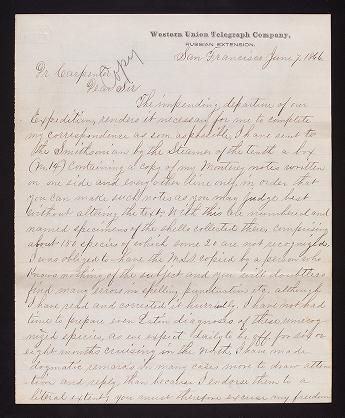 Western Union Telegraph Company,
RUSSIAN EXTENSION.
San Francisco June 7. 1866
Copy
Dr. Carpenter
Dear Sir
The impending departure of our
Expedition, renders it necessary for me to complete
my correspondence as soon as possible. I have sent to
the Smithsonian by the Steamer of the tenth a box
(No. 14) containing a copy of my Monterey notes written
on one side and every other line only in order that
you can make such notes as you may judge best
without altering the text. With this are numbered and
named specimens of the shells collected there, comprising
about 150 species of which some 20 are not recognized.
I was obliged to have the MSS copied by a person who
knows nothing of the subject and you will doubtless
find many errors in spelling punctuation etc, although
I have read and corrected it hurriedly. I have not had
time to prepare even Latin diagnoses of these unrecog-
nized species, as we expect daily to be off for six or
eight months cruising in the North. I have made
dogmatic remarks in many cases more to draw atten-
-tion and reply, than because I endorse them to a
literal extent, you must therefore excuse my freedom